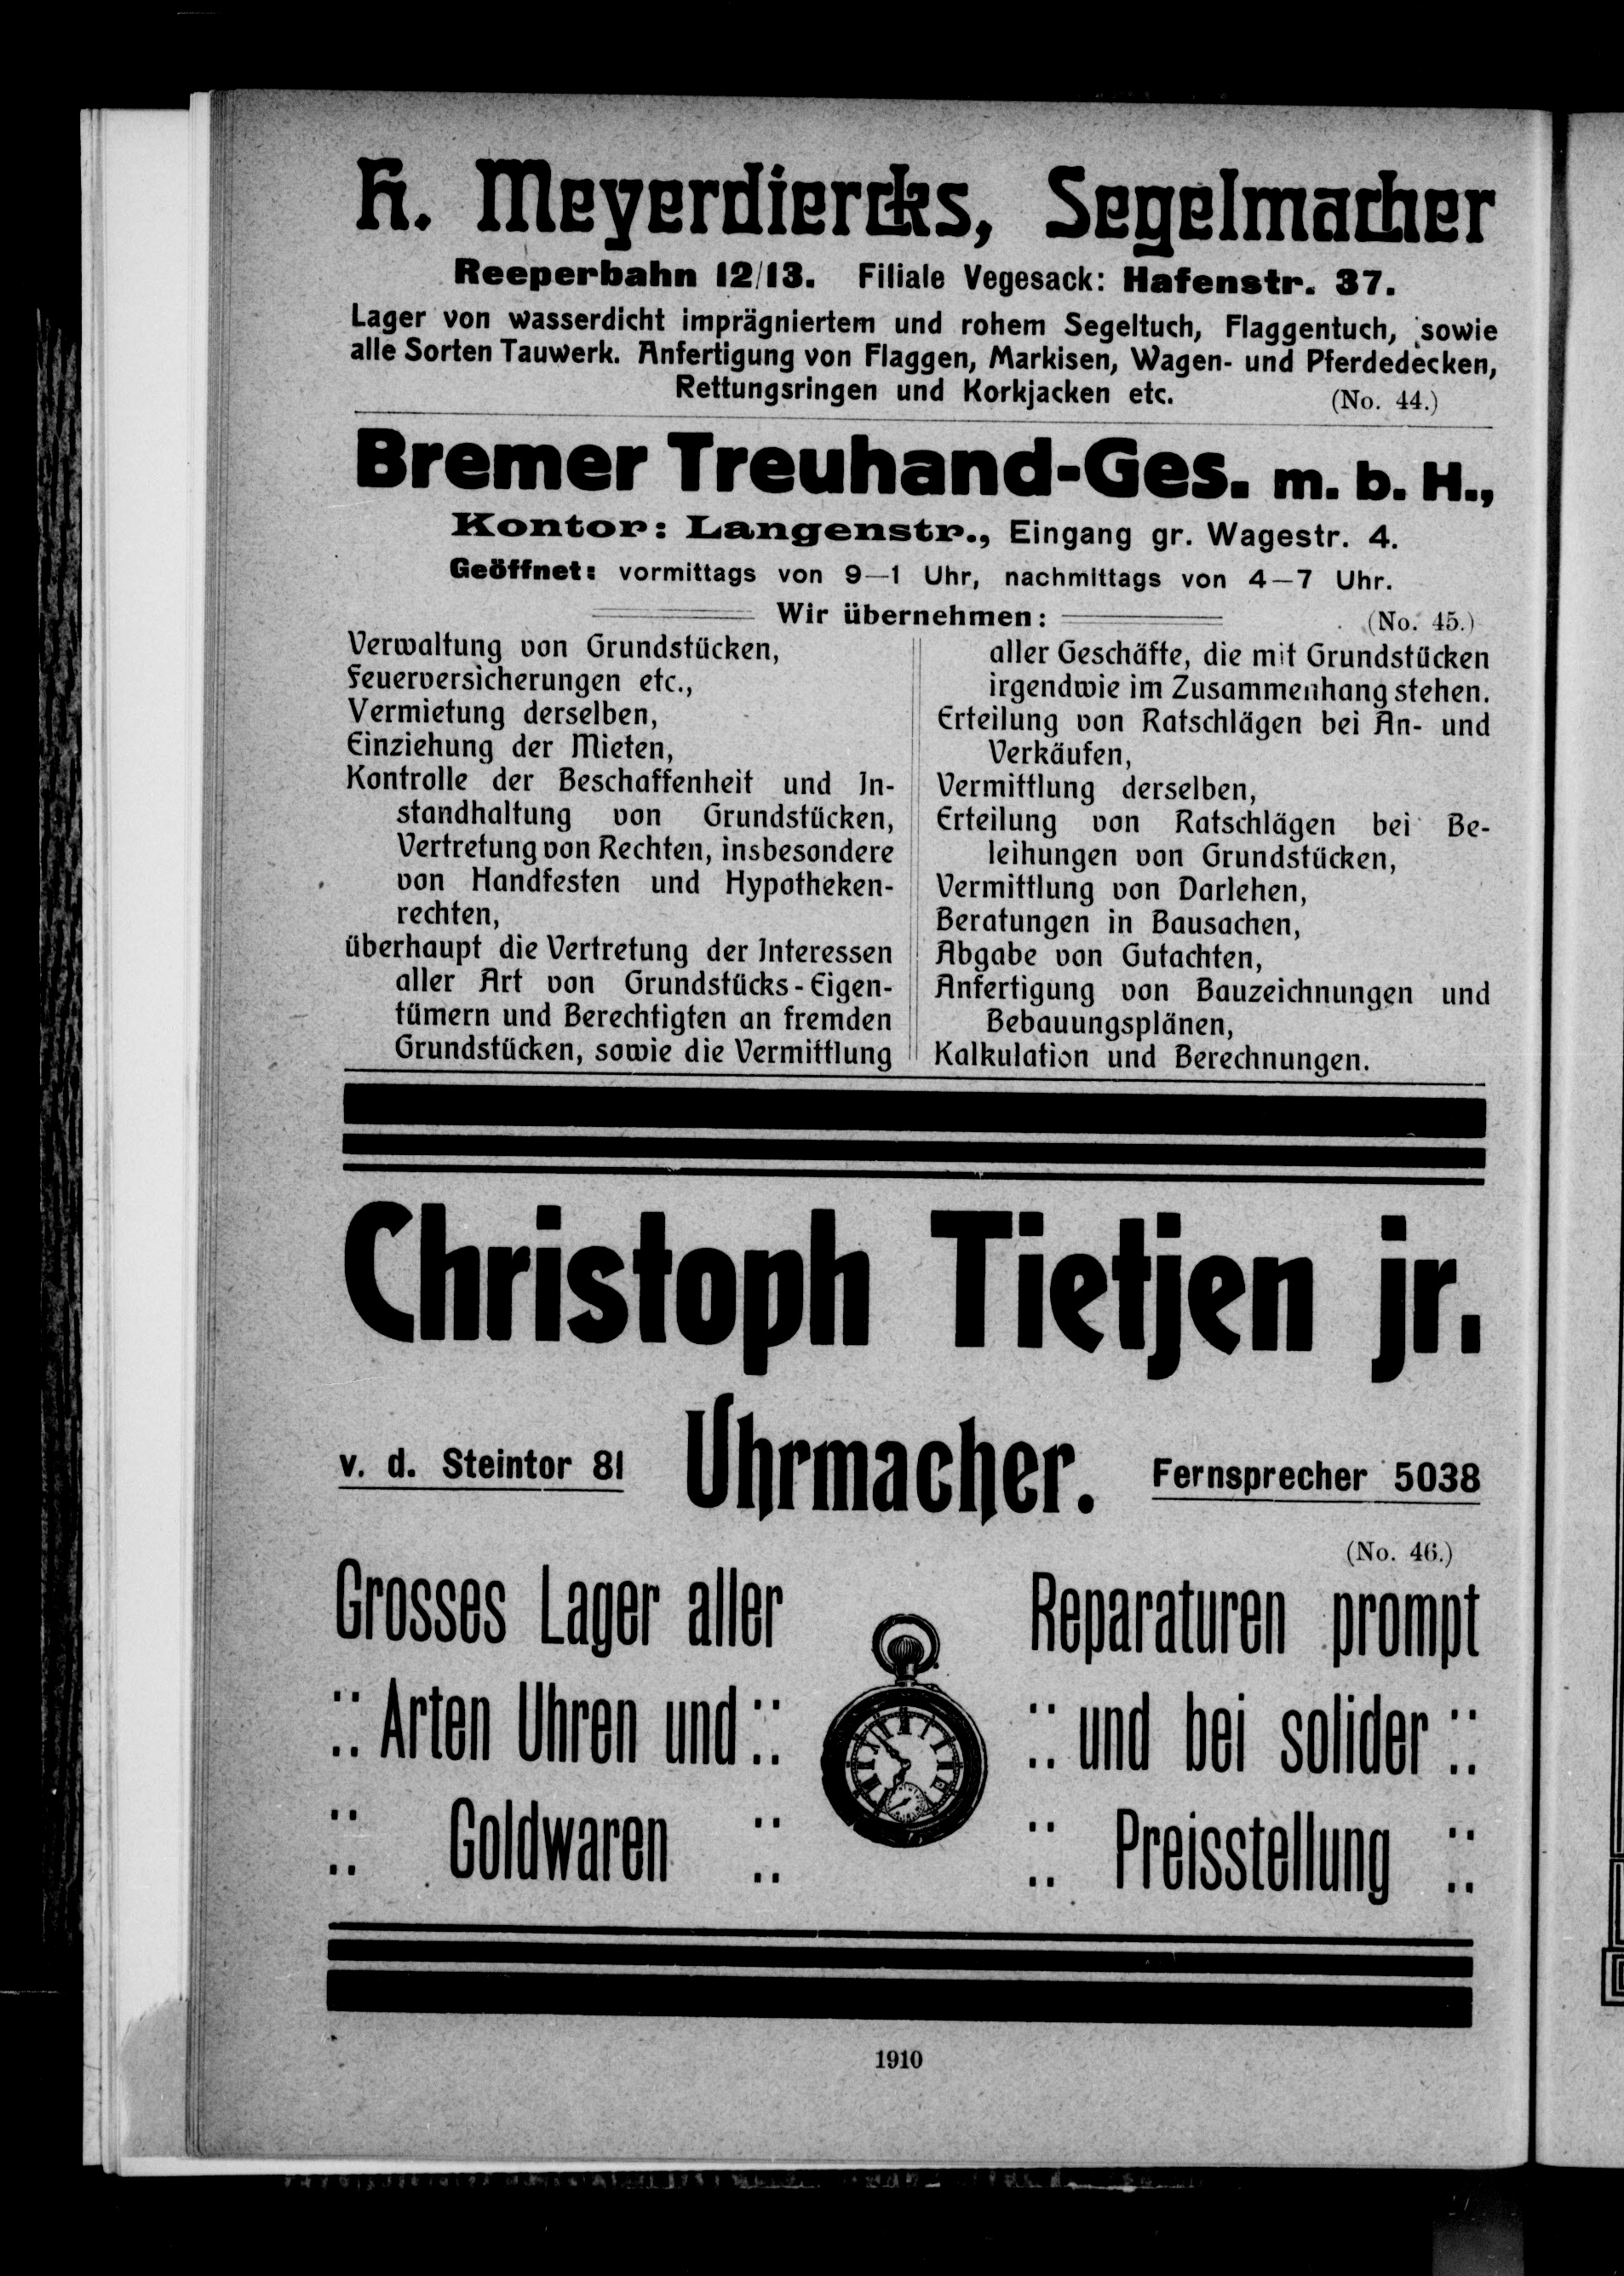 H. Meyerdiercks, Segelmacher
Reeperbahn 12/13. Filiale Vegesack: Hafenstr. 37.
Lager von wasserdicht imprägniertem und rohem Segeltuch, Flaggentuch, sowie
alle Sorten Tauwerk. Anfertigung von Flaggen, Markisen, Wagen- und Pferdedecken,
Rettungsringen und Korkjacken etc.
(No. 44.)
Bremer Treuhand-Ges. m. b. H.,
Kontor: Langenstr., Eingang gr. Wagestr. 4.
Geöffnet: vormittags von 9—1 Uhr, nachmittags von 4—7 Uhr.
Wir übernehmen:
(No. 45.)
Verwaltung von Grundstücken,
Feuerversicherungen etc.,
Vermietung derselben,
Einziehung der Mieten,
Kontrolle der Beschaffenheit und In-
standhaltung von Grundstücken,
Vertretung von Rechten, insbesondere
von Handfesten und Hypotheken-
rechten,
überhaupt die Vertretung der Interessen
aller Art von Grundstücks-Eigen-
tümern und Berechtigten an fremden
Grundstücken, sowie die Vermittlung
aller Geschäfte, die mit Grundstücken
irgendwie im Zusammenhang stehen.
Erteilung von Ratschlägen bei An- und
Verkäufen,
Vermittlung derselben,
Erteilung von Ratschlägen bei Be-
leihungen von Grundstücken,
Vermittlung von Darlehen,
Beratungen in Bausachen,
Abgabe von Gutachten,
Anfertigung von Bauzeichnungen und
Bebauungsplänen,
Kalkulation und Berechnungen.
Christoph Tietjen jr.
v. d. Steintor 81 Uhrmacher. Fernsprecher 5038
(No. 46.)
Grosses Lager aller
:: Arten Uhren und ::
:: Goldwaren ::
Reparaturen prompt
:: und bei solider ::
:: Preisstellung ::
1910